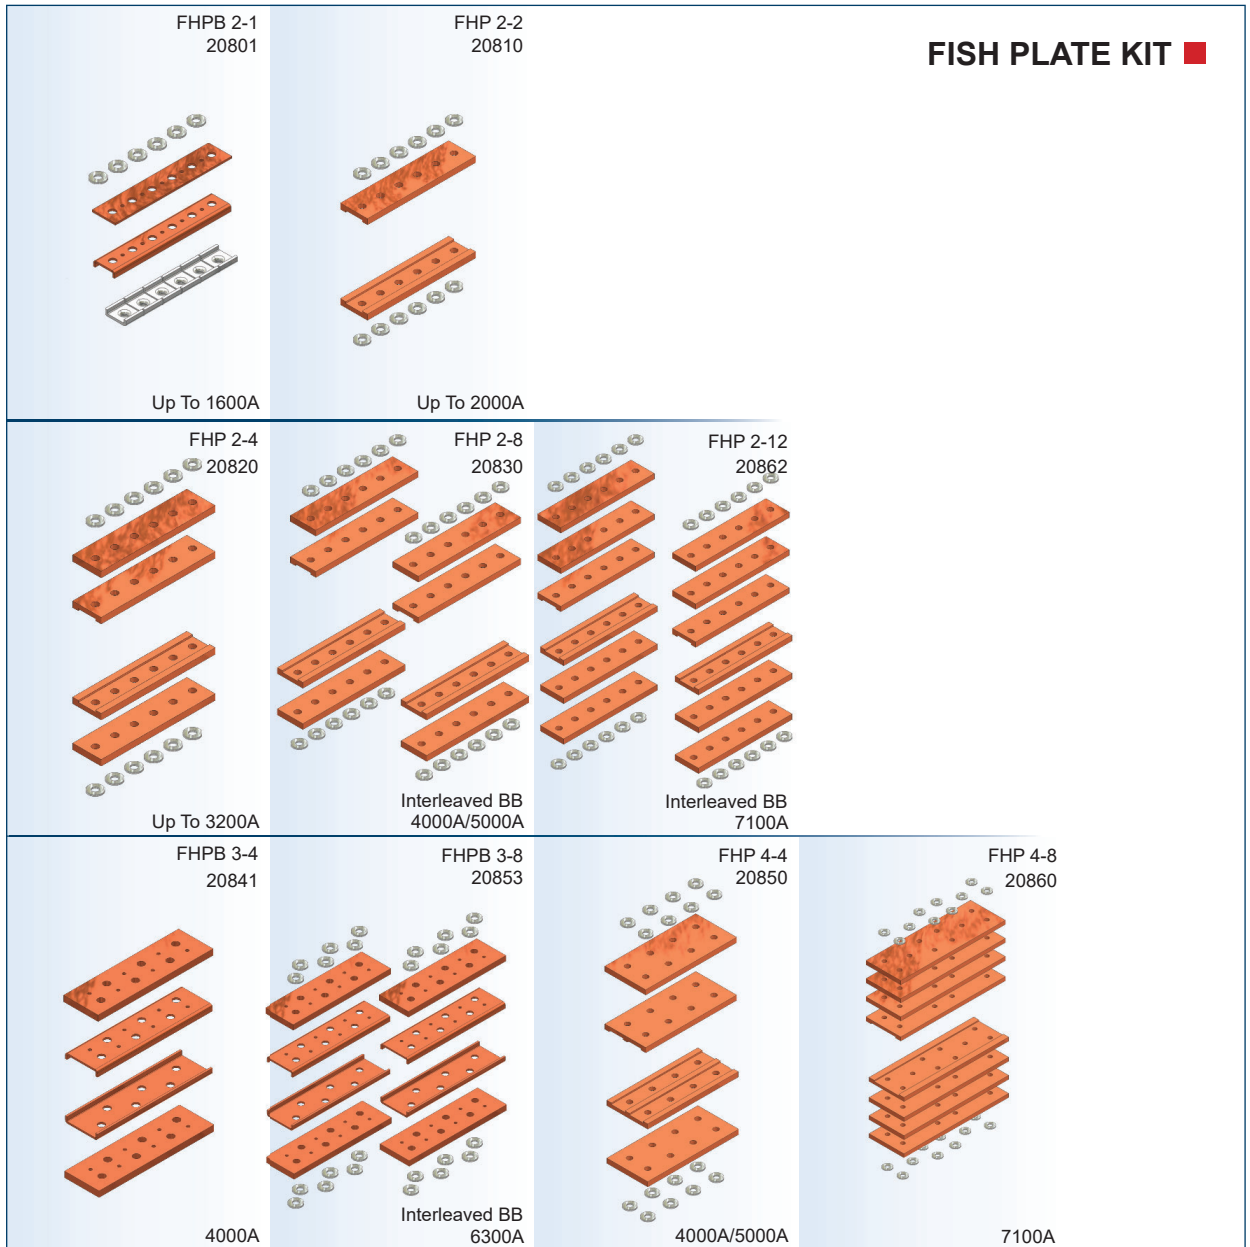 FISH PLATE KIT
FHPB 2-1
20801
Up To 1600A
FHP 2-2
20810
Up To 2000A
FHP 2-4
20820
Up To 3200A
FHP 2-8
20830
Interleaved BB
4000A/5000A
FHP 2-12
20862
Interleaved BB
7100A
FHPB 3-4
20841
4000A
FHPB 3-8
20853
Interleaved BB
6300A
FHP 4-4
20850
4000A/5000A
FHP 4-8
20860
7100A